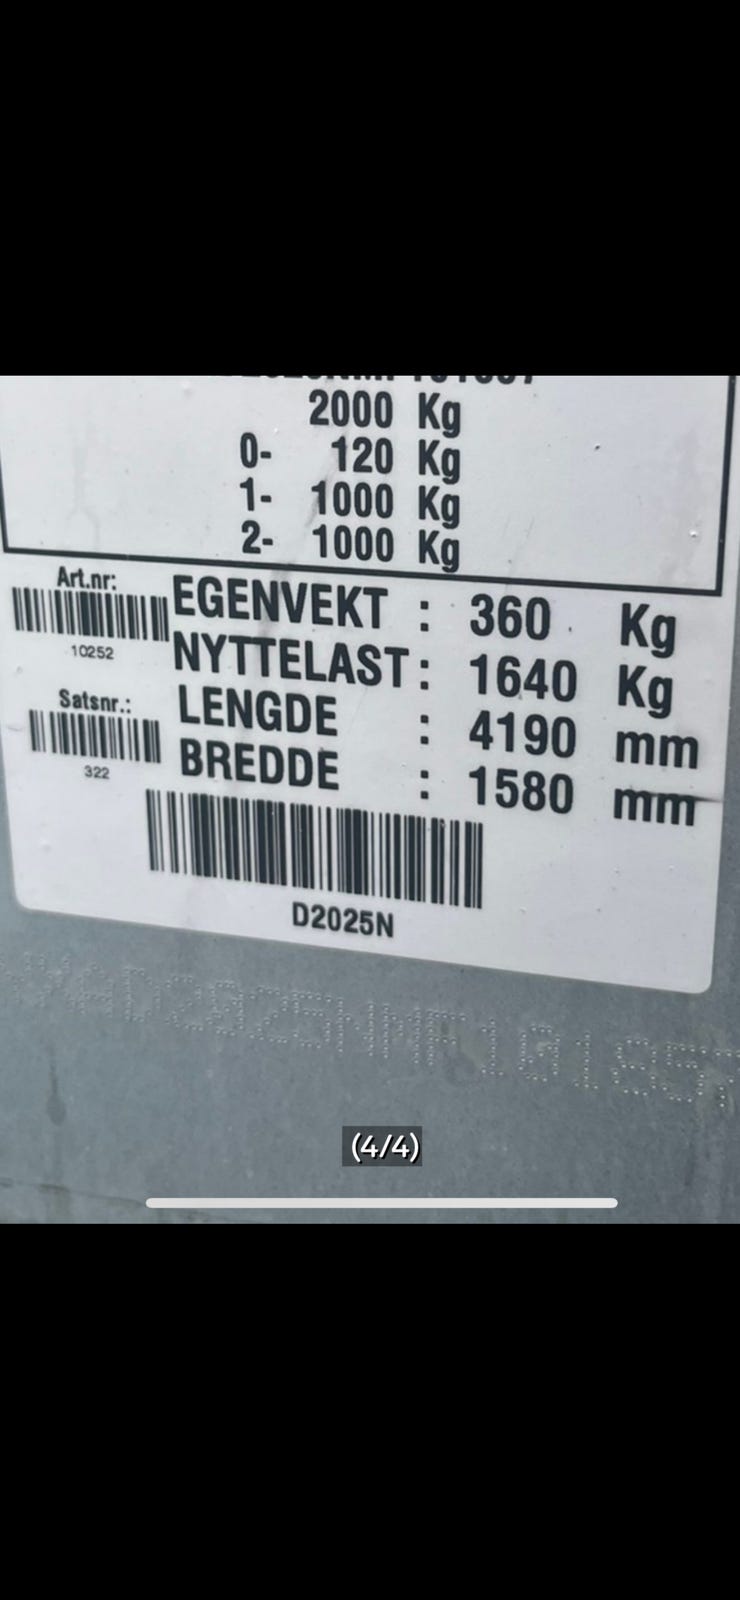 2000 Kg
0- 120 Kg
1- 1000 Kg
2- 1000 Kg
Art.nr:
10252
EGENVEKT : 360 Kg
NYTTELAST : 1640 Kg
Satsnr.:
322
LENGDE : 4190 mm
BREDDE : 1580 mm
D2025N
(4/4)